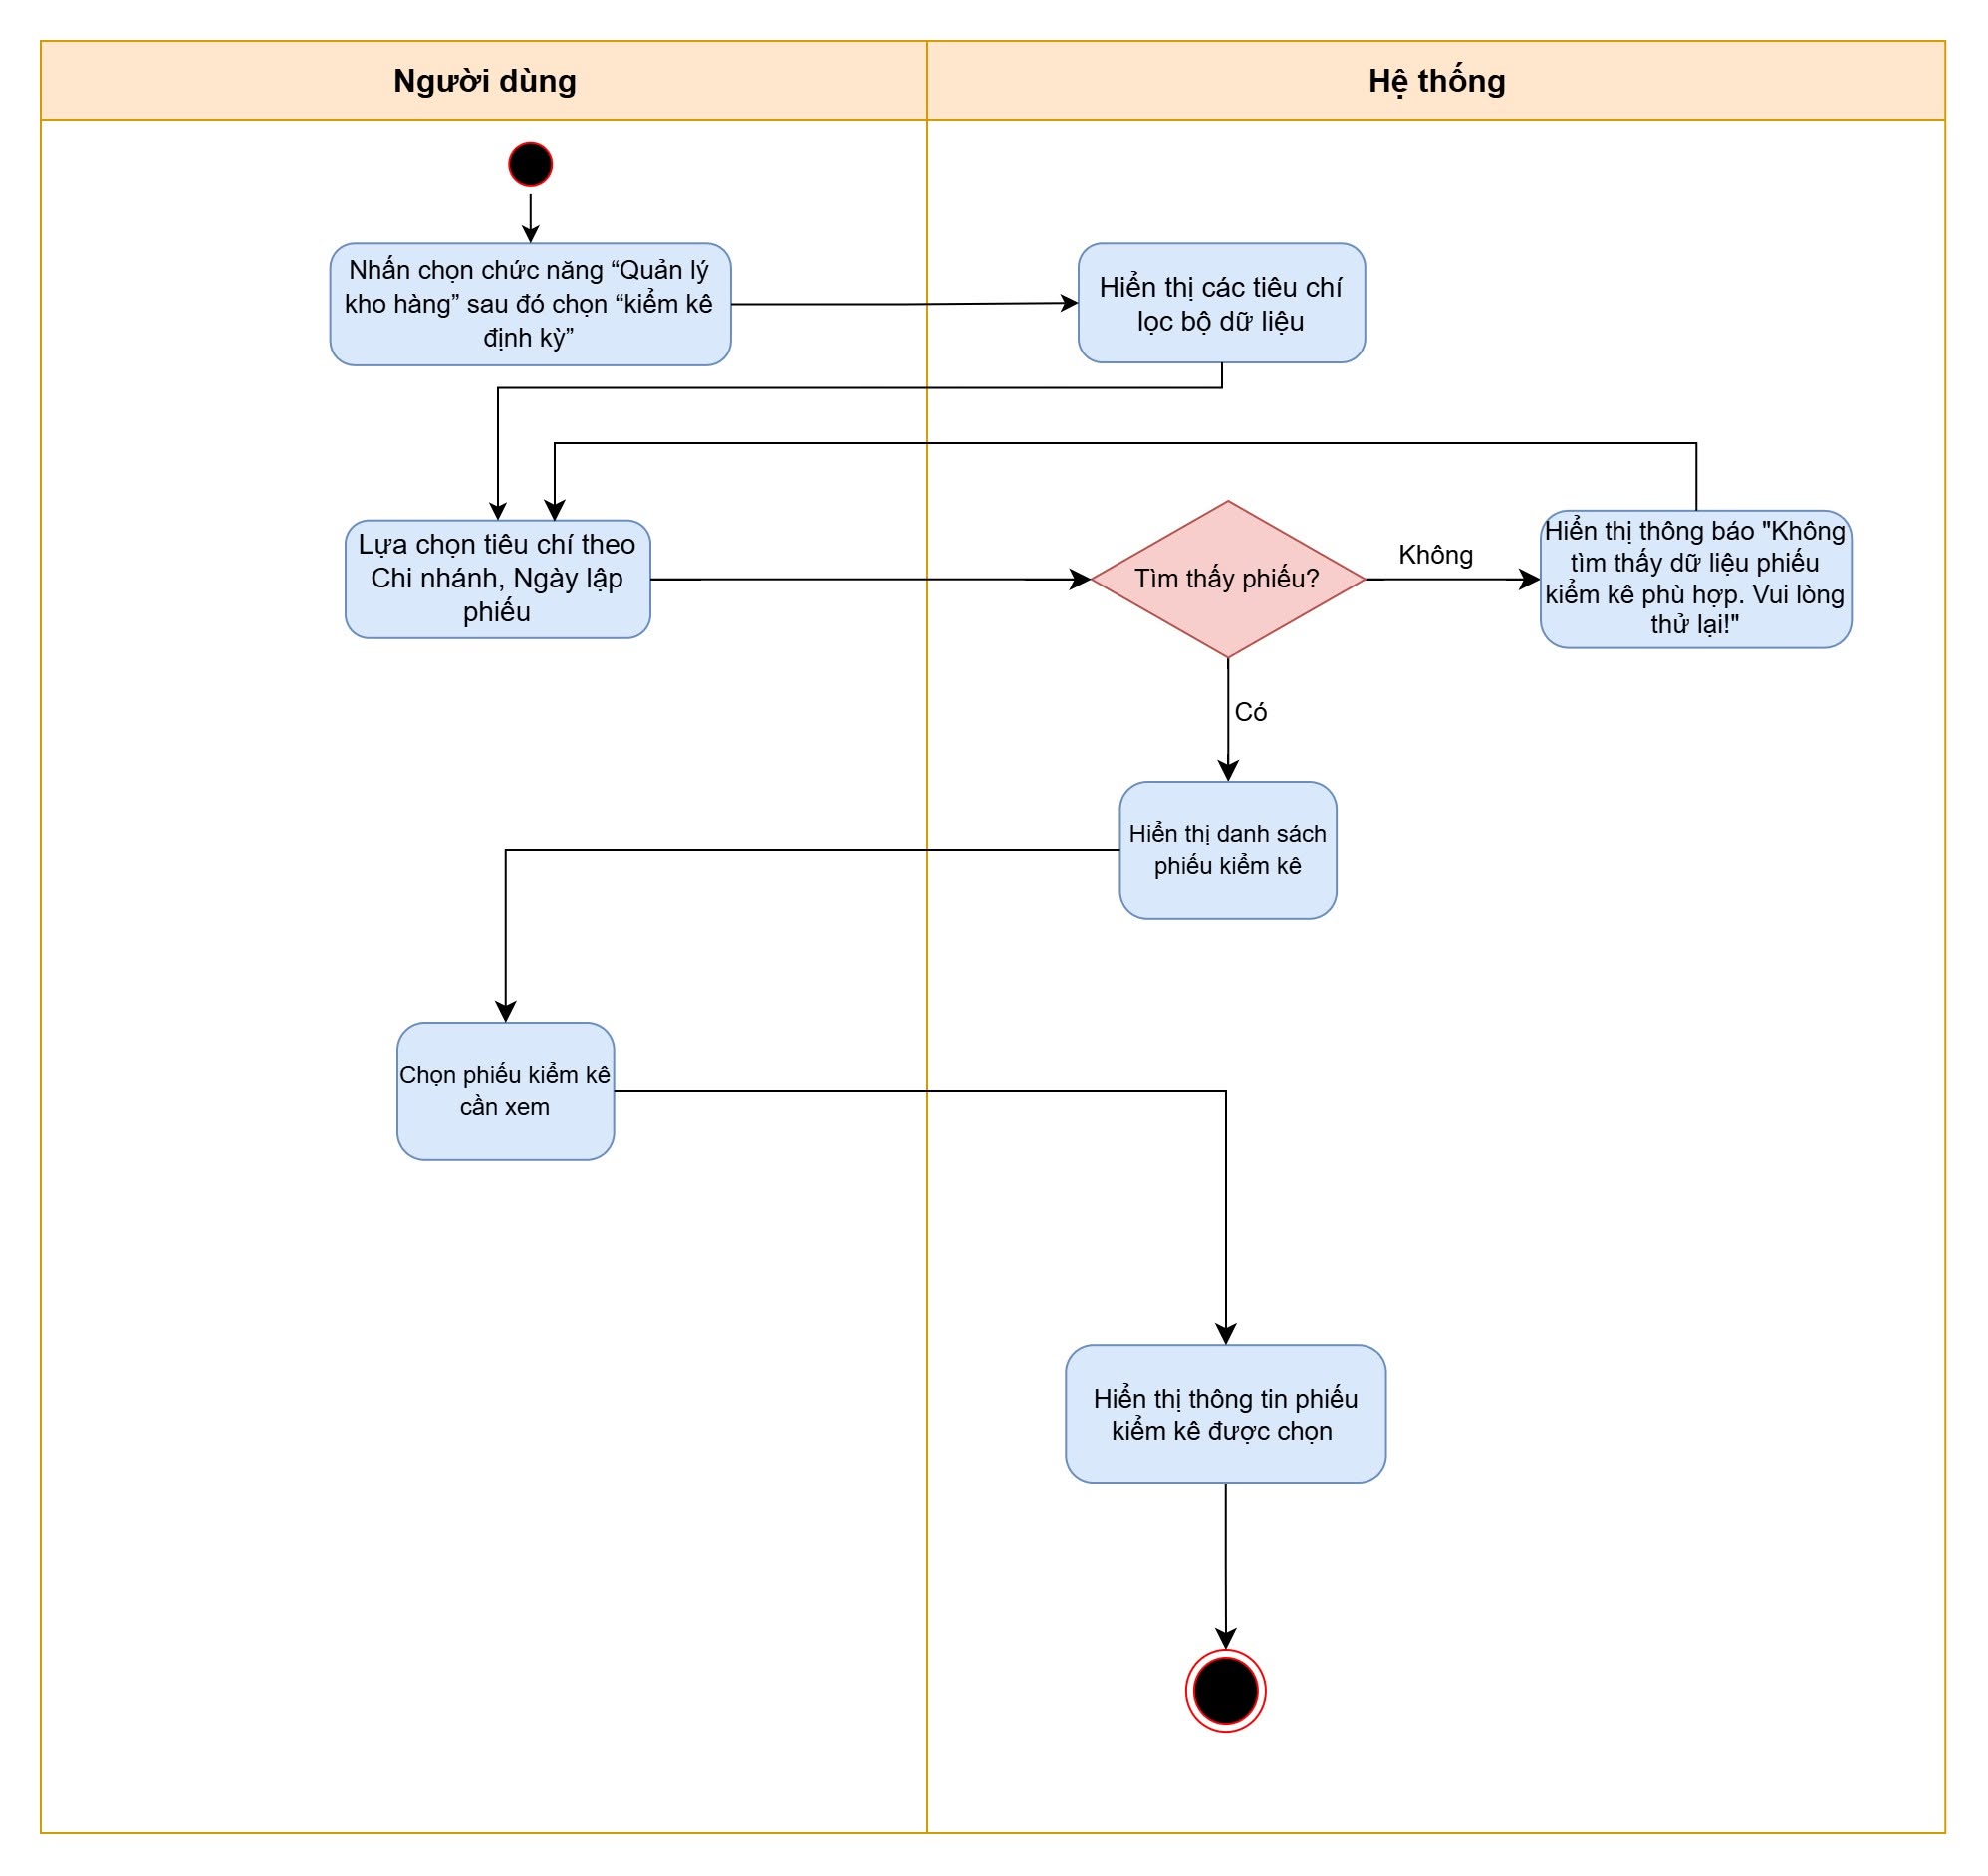 Người dùng
Hệ thống
Nhấn chọn chức năng “Quản lý
kho hàng” sau đó chọn “kiểm kê
định kỳ”
Hiển thị các tiêu chí
lọc bộ dữ liệu
Lựa chọn tiêu chí theo
Chi nhánh, Ngày lập
phiếu
Tìm thấy phiếu?
Không
Hiển thị thông báo "Không
tìm thấy dữ liệu phiếu
kiểm kê phù hợp. Vui lòng
thử lại!"
Có
Hiển thị danh sách
phiếu kiểm kê
Chọn phiếu kiểm kê
cần xem
Hiển thị thông tin phiếu
kiểm kê được chọn